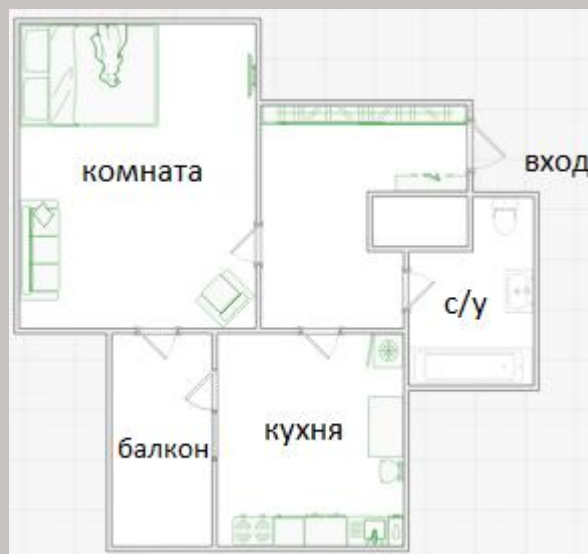 комната
вход
с/у
кухня
балкон